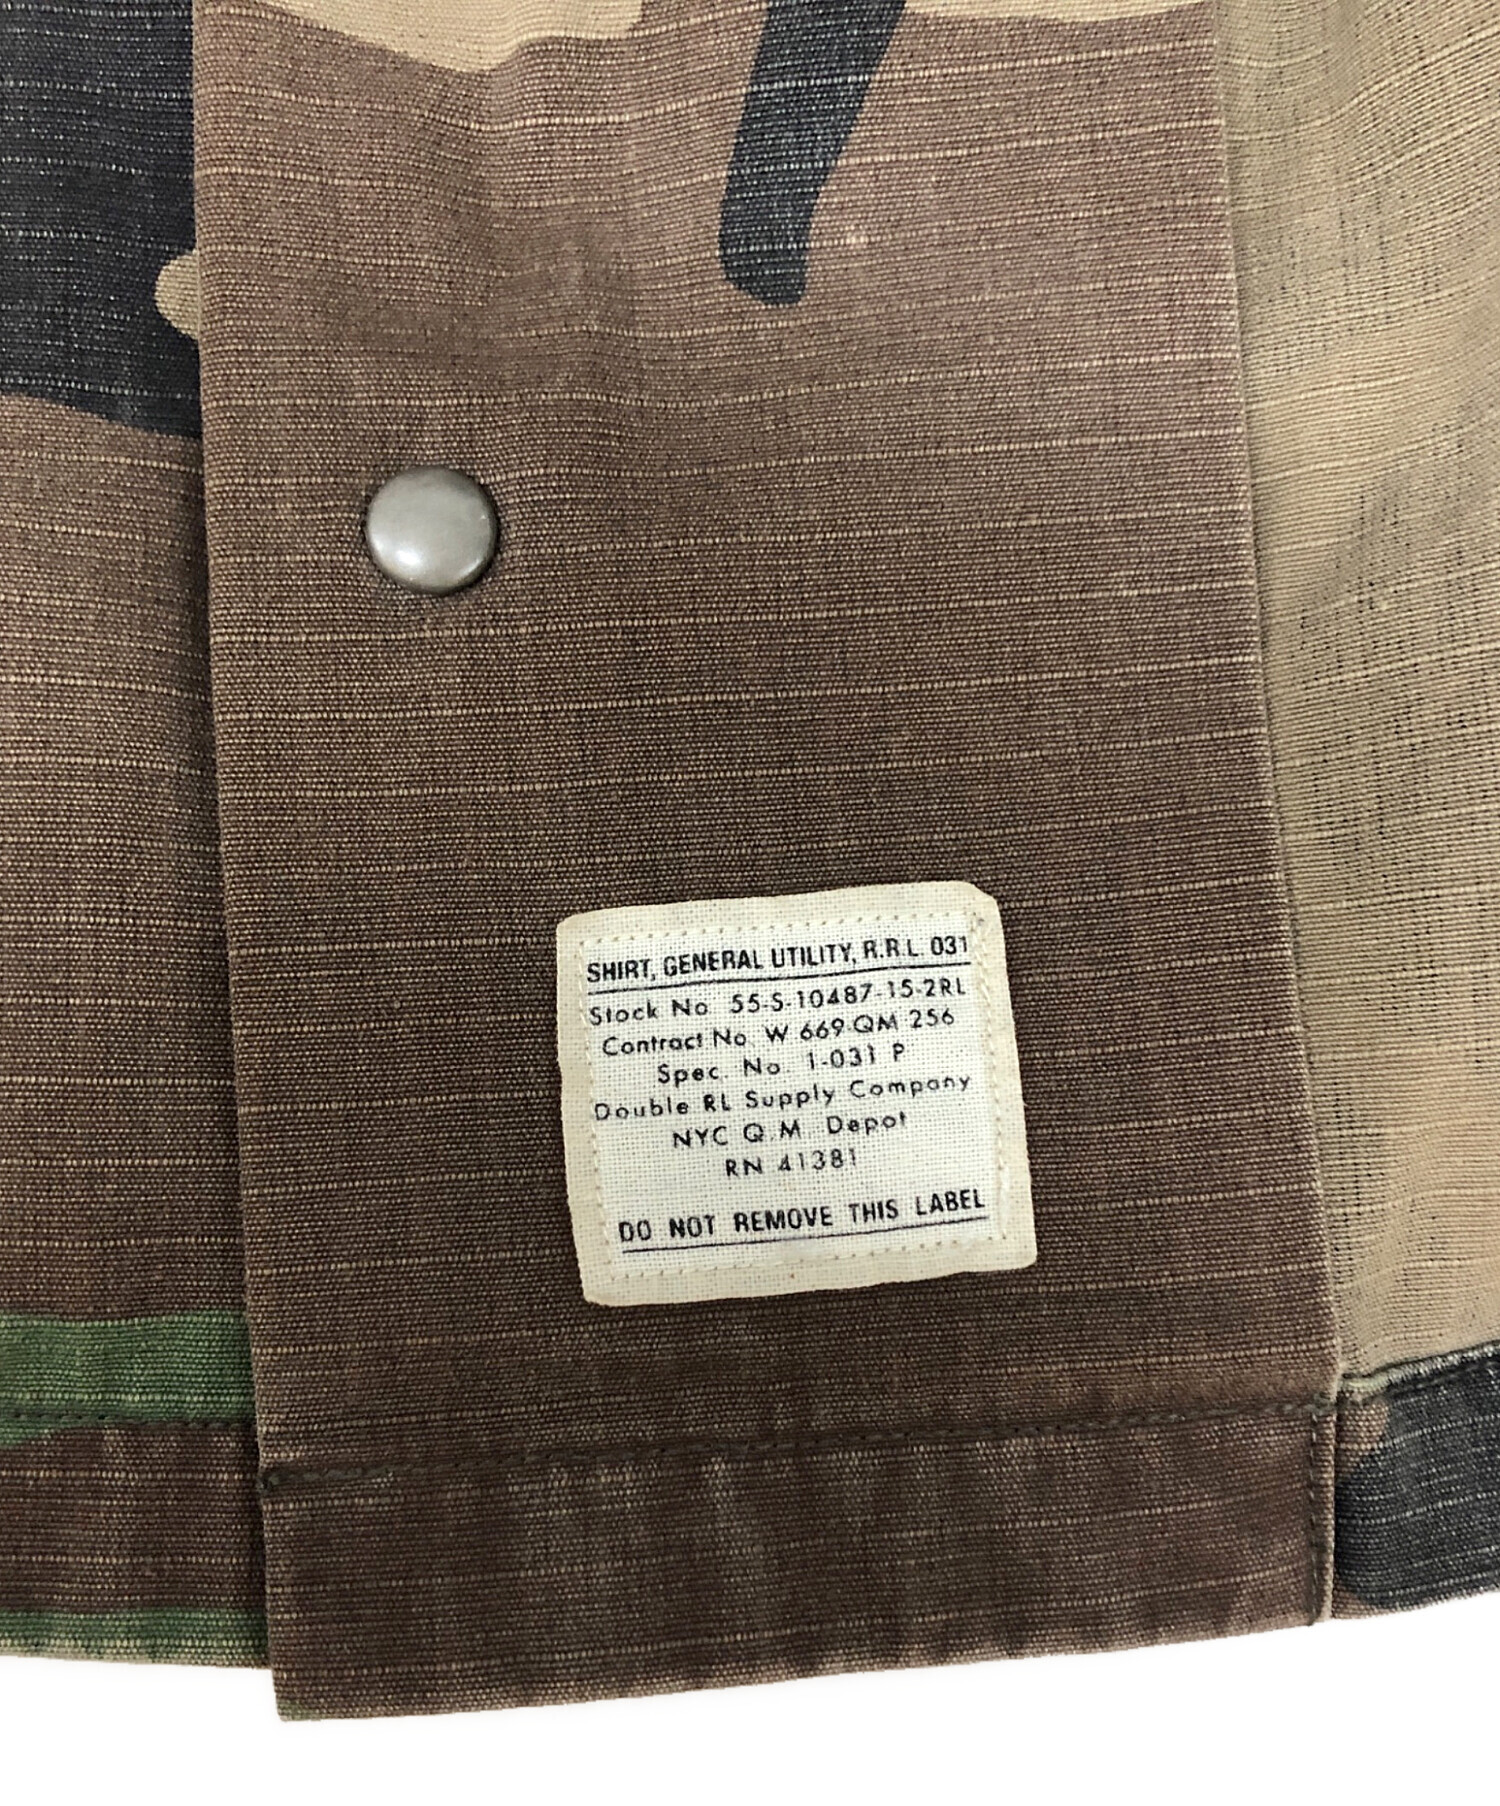 SHIRT, GENERAL UTILITY, R.R.L. 031
Stock No. 55-S-10487-15-2RL
Contract No. W 669 QM 256
Spec. No. 1-031 P
Double RL Supply Company
NYC Q.M. Depot
RN 41381
DO NOT REMOVE THIS LABEL